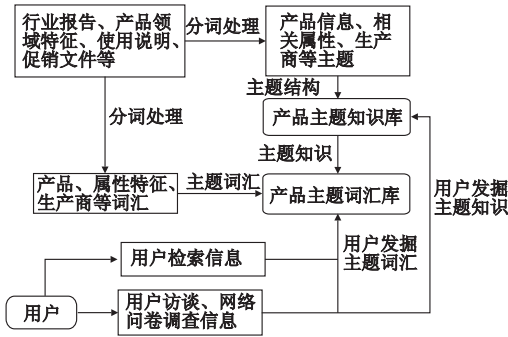 行业报告、产品领
域特征、使用说明、
促销文件等
分词处理
产品信息、相
关属性、生产
商等主题
主题结构
分词处理
产品主题知识库
主题知识
用户发掘
主题知识
产品、属性特征、
生产商等词汇
主题词汇
产品主题词汇库
用户检索信息
用户发掘
主题词汇
用户
用户访谈、网络
问卷调查信息